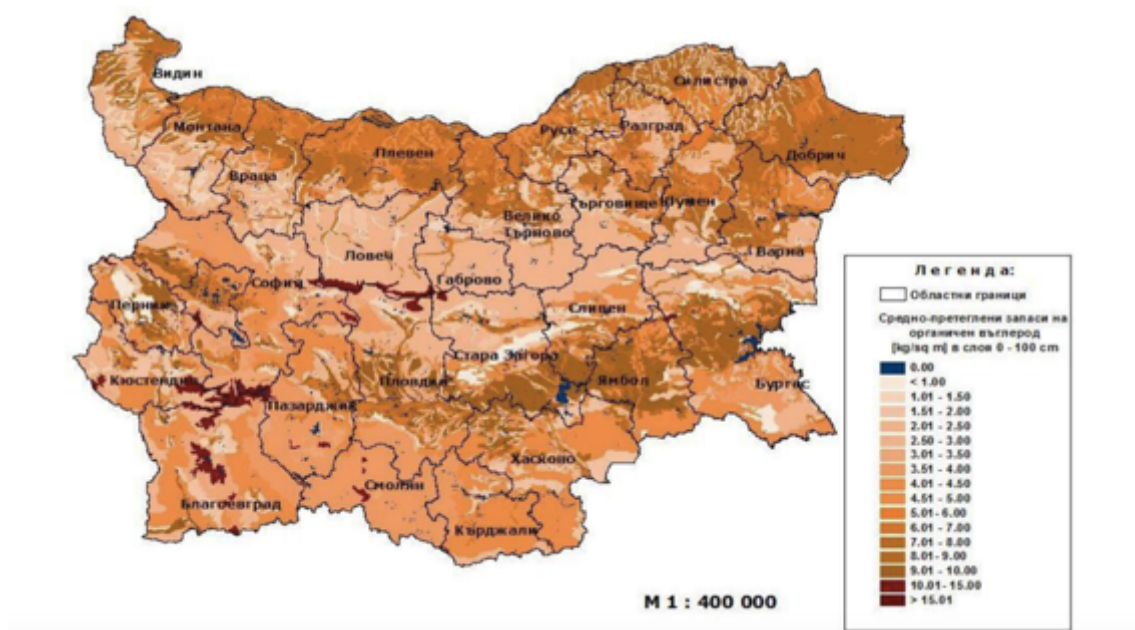 Видин
Силистра
Монтана
Русе
Разград
Плевен
Добрич
Враца
Търговище
Шумен
Велико
Търново
Варна
Ловеч
Габрово
София
Перник
Сливен
Стара Загора
Кюстендил
Пловдив
Ямбол
Бургас
Пазарджик
Хасково
Смолян
Благоевград
Кърджали
М 1 : 400 000
Легенда:
Областни граници
Средно-претеглени запаси на
органичен въглерод
[kg/sq m] в слоя 0 - 100 cm
0.00
< 1.00
1.01 - 1.50
1.51 - 2.00
2.01 - 2.50
2.50 - 3.00
3.01 - 3.50
3.51 - 4.00
4.01 - 4.50
4.51 - 5.00
5.01- 6.00
6.01 - 7.00
7.01 - 8.00
8.01- 9.00
9.01 - 10.00
10.01- 15.00
> 15.01